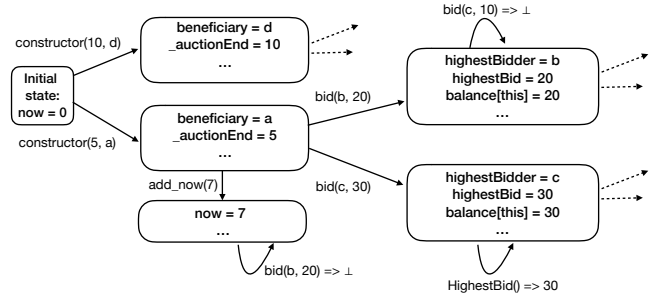 bid(c, 10) => ⊥
constructor(10, d)
beneficiary = d
_auctionEnd = 10
...
Initial
state:
now = 0
constructor(5, a)
beneficiary = a
_auctionEnd = 5
...
bid(b, 20)
highestBidder = b
highestBid = 20
balance[this] = 20
...
add_now(7)
bid(c, 30)
now = 7
...
bid(b, 20) => ⊥
highestBidder = c
highestBid = 30
balance[this] = 30
...
HighestBid() => 30